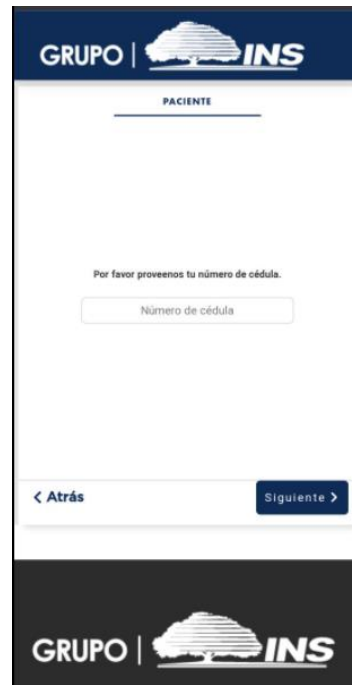 GRUPO | INS
PACIENTE
Por favor proveenos tu número de cédula.
Número de cédula
< Atrás
Siguiente >
GRUPO | INS